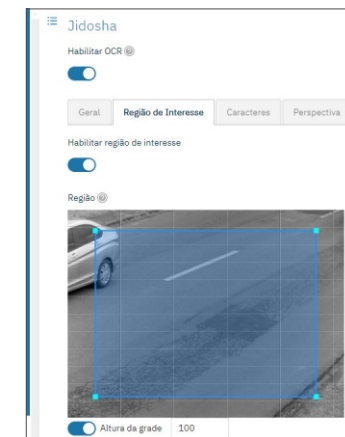 Jidosha
Habilitar OCR
Geral Região de Interesse Caracteres Perspectiva
Habilitar região de interesse
Região
Altura da grade 100